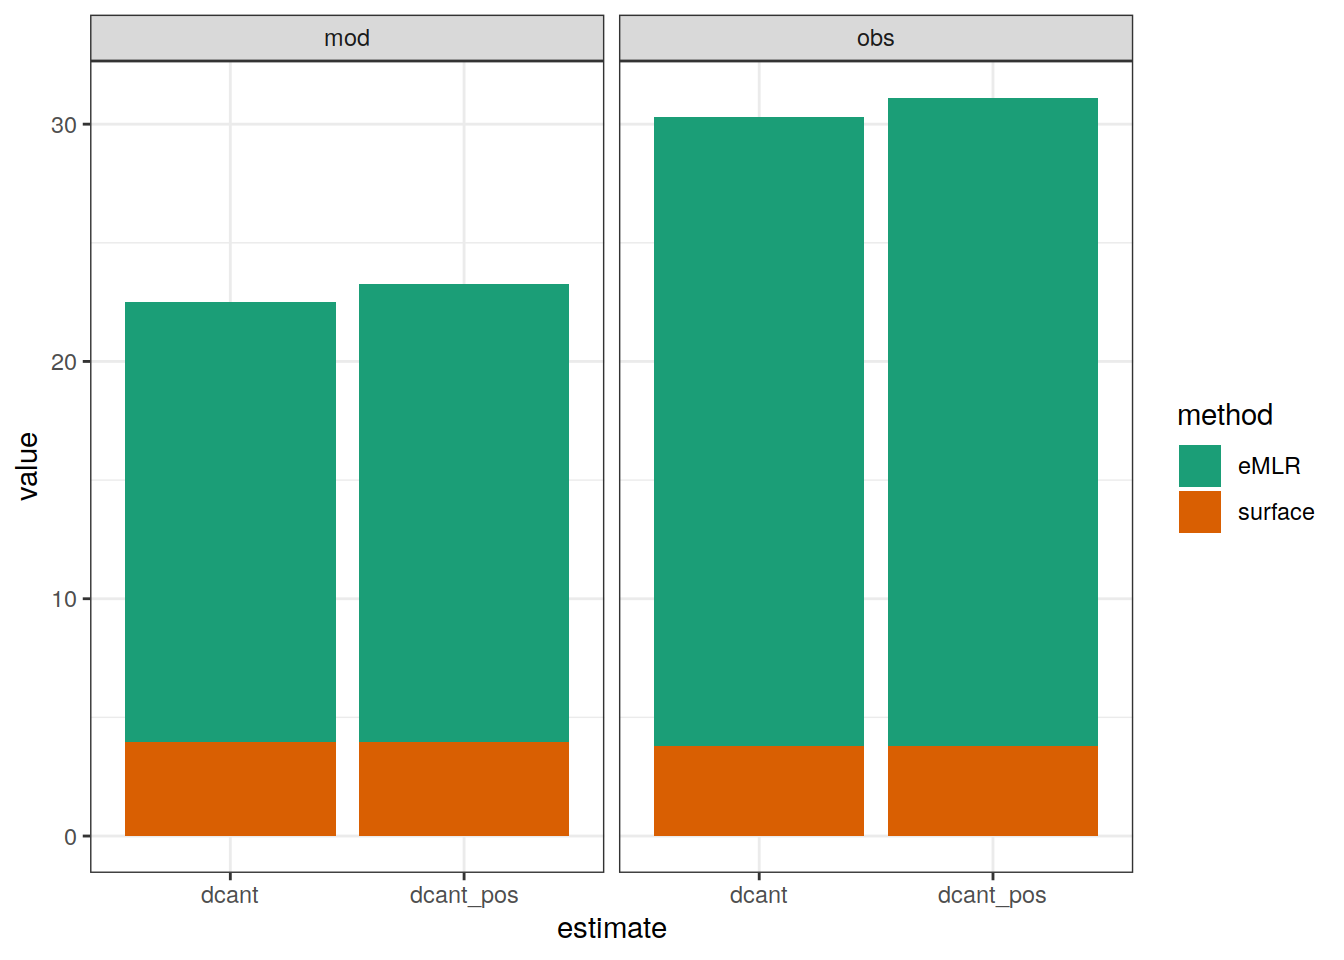 mod
obs
30
20
10
0
value
dcant
dcant_pos
dcant
dcant_pos
estimate
method
eMLR
surface